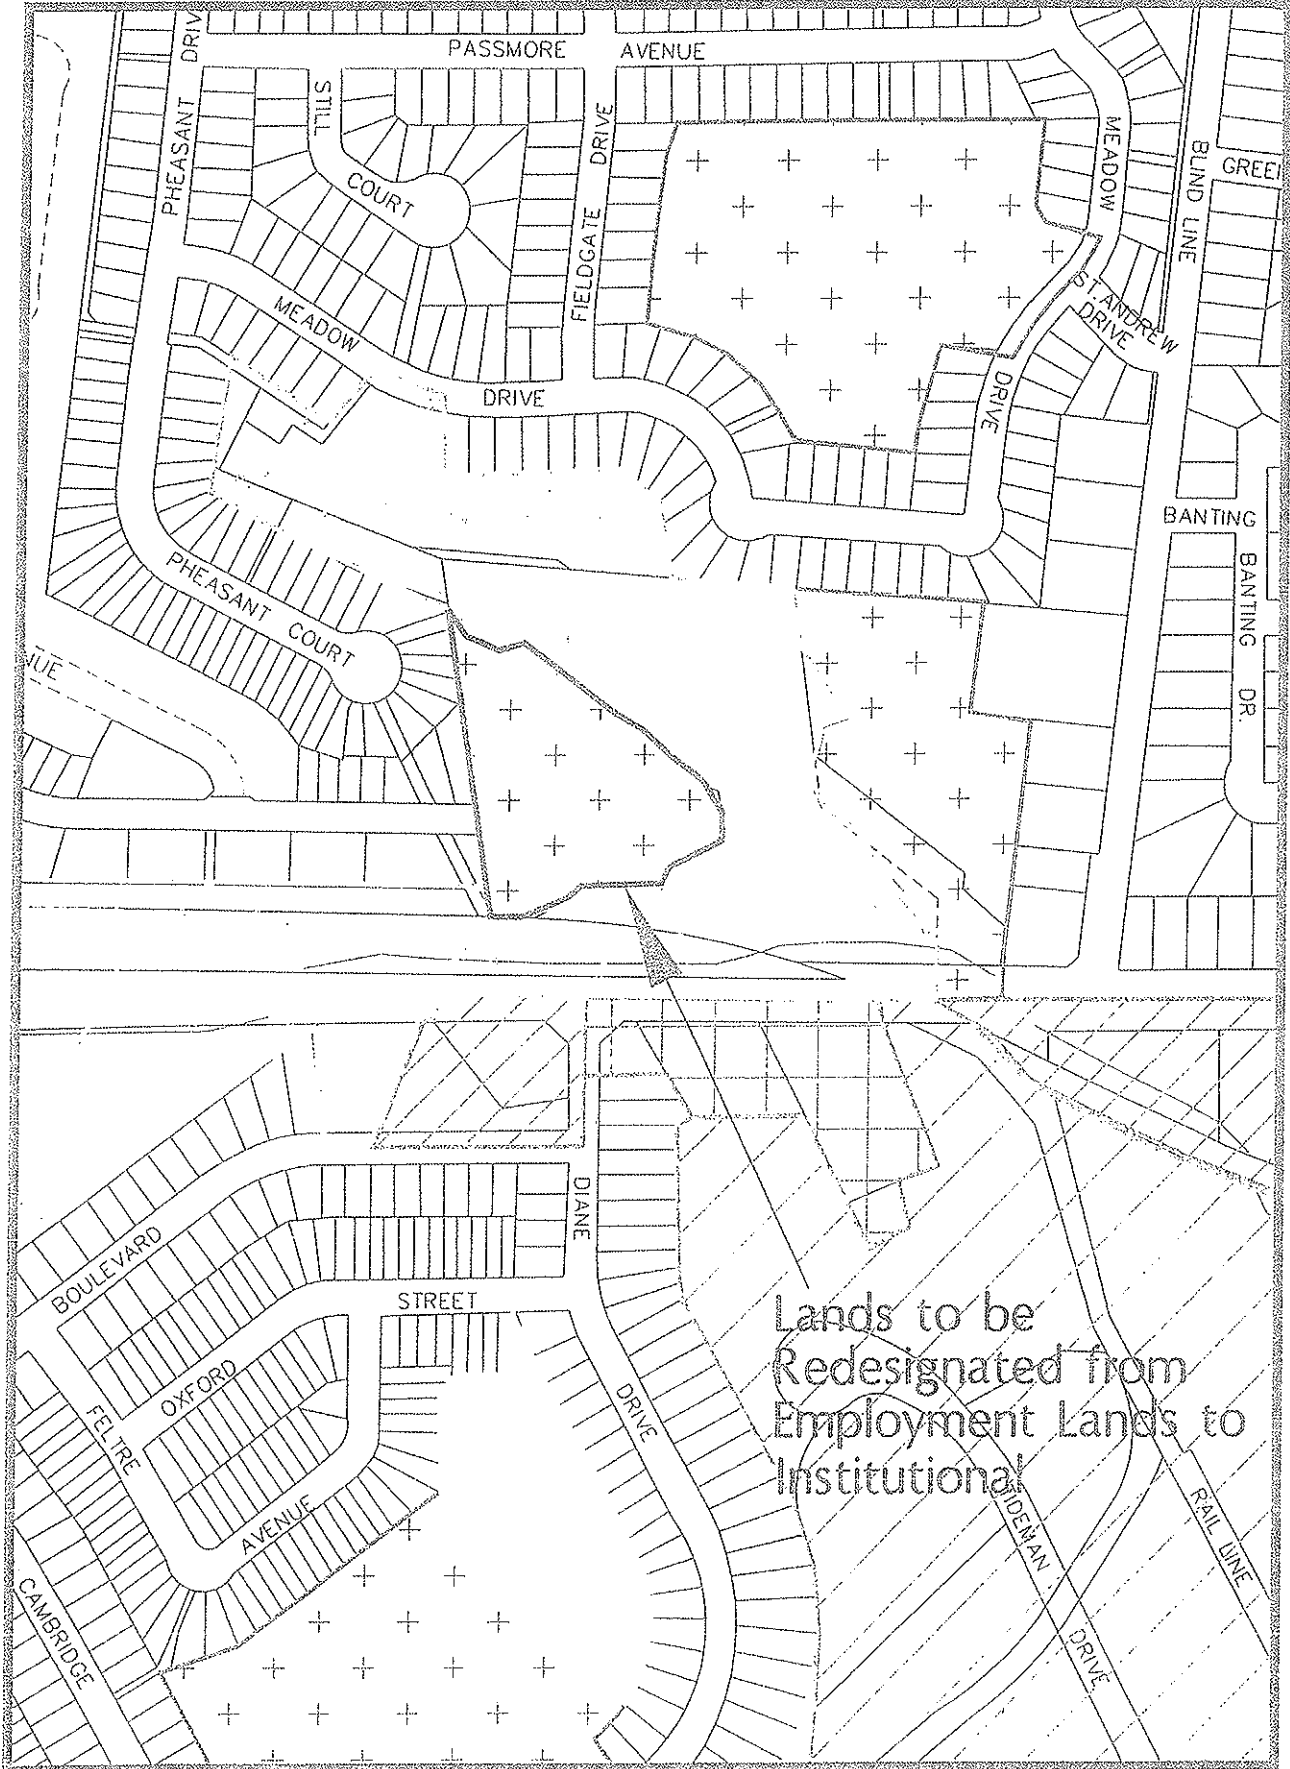 PASSMORE AVENUE
PHEASANT DRIV
STILL
COURT
FIELDGATE DRIVE
MEADOW
BLIND LINE
GREE
ST. ANDREW
DRIVE
MEADOW
DRIVE
DRIVE
BANTING
BANTING DR.
PHEASANT COURT
NUE
DIANE
BOULEVARD
STREET
OXFORD
FELTRE
AVENUE
DRIVE
CAMBRIDGE
Lands to be
Redesignated from
Employment Lands to
Institutional
RAIL LINE
DRIVE